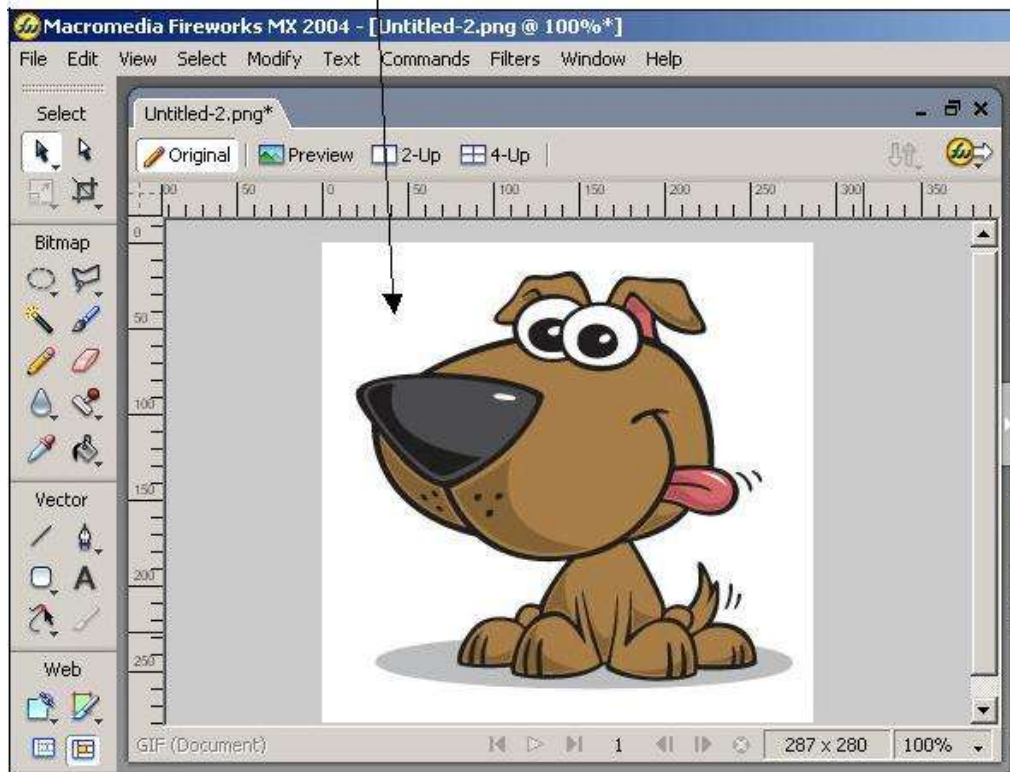 Macromedia Fireworks MX 2004 - [Untitled-2.png @ 100%*]
File Edit View Select Modify Text Commands Filters Window Help
Select
Untitled-2.png*
Original Preview 2-Up 4-Up
50 0 50 100 150 200 250 300 350
Bitmap
0
50
100
150
Vector
A
200
250
Web
GIF (Document) 1 287 x 280 100%